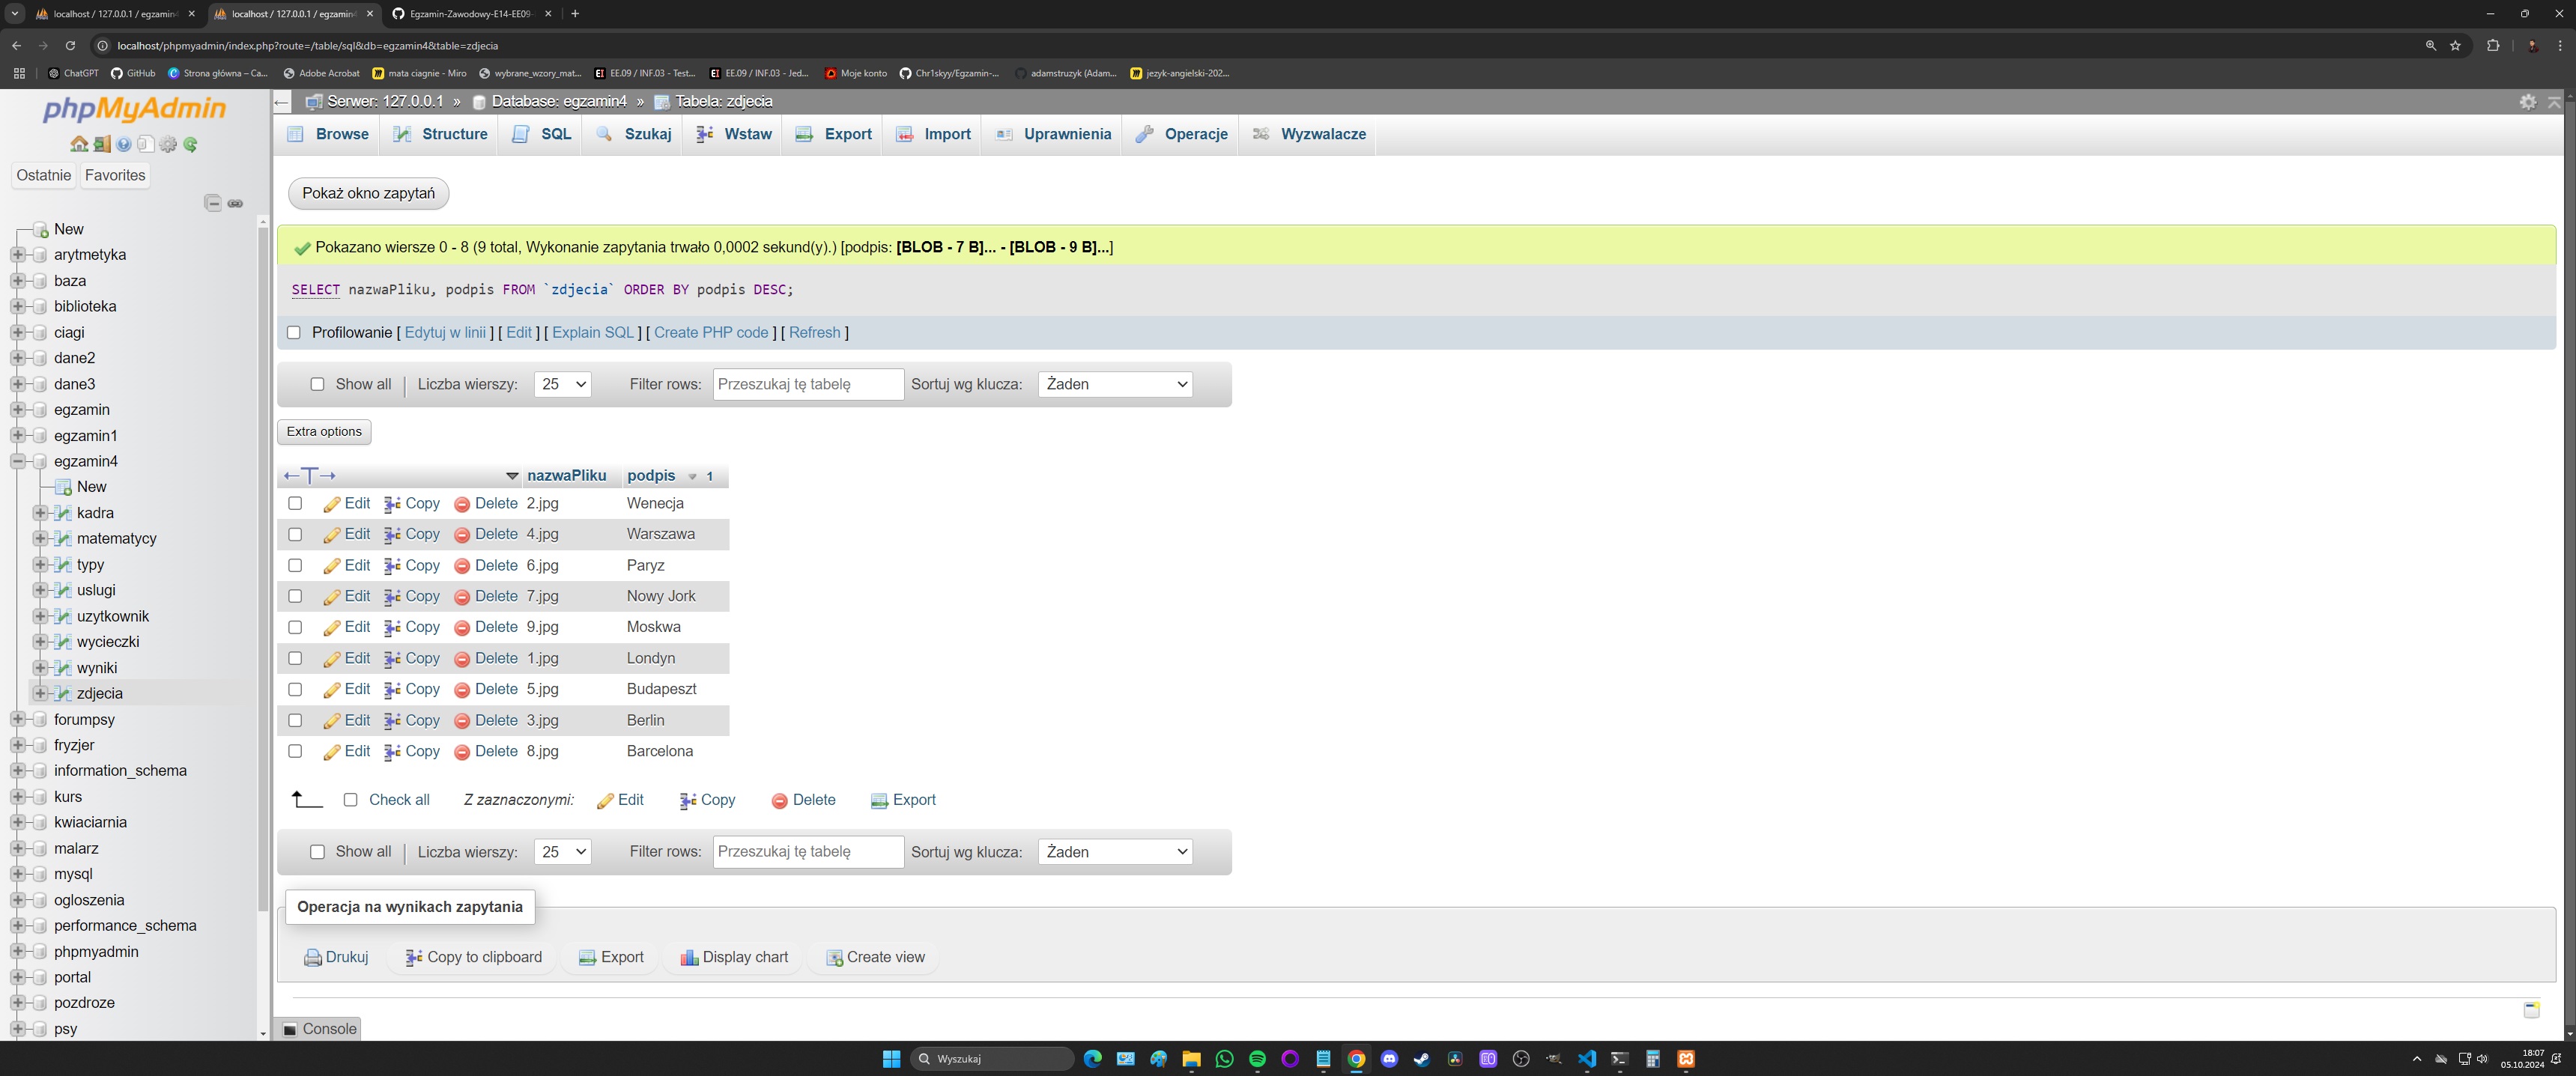 localhost / 127.0.0.1 / egzamin4
localhost / 127.0.0.1 / egzamin4
Egzamin-Zawodowy-E14-EE09-
localhost/phpmyadmin/index.php?route=/table/sql&db=egzamin4&table=zdjecia
ChatGPT
GitHub
Strona główna – Ca...
Adobe Acrobat
mata ciagnie - Miro
wybrane_wzory_mat...
EE.09 / INF.03 - Test...
EE.09 / INF.03 - Jed...
Moje konto
Chr1skyy/Egzamin-...
adamstruzyk (Adam...
jezyk-angielski-202...
phpMyAdmin
Ostatnie Favorites
New
arytmetyka
baza
biblioteka
ciagi
dane2
dane3
egzamin
egzamin1
egzamin4
New
kadra
matematycy
typy
uslugi
uzytkownik
wycieczki
wyniki
zdjecia
forumpsy
fryzjer
information_schema
kurs
kwiaciarnia
malarz
mysql
ogloszenia
performance_schema
phpmyadmin
portal
pozdroze
psy
Serwer: 127.0.0.1 » Database: egzamin4 » Tabela: zdjecia
Browse Structure SQL Szukaj Wstaw Export Import Uprawnienia Operacje Wyzwalacze
Pokaż okno zapytań
Pokazano wiersze 0 - 8 (9 total, Wykonanie zapytania trwało 0,0002 sekund(y).) [podpis: [BLOB - 7 B]... - [BLOB - 9 B]...]
SELECT nazwaPliku, podpis FROM `zdjecia` ORDER BY podpis DESC;
Profilowanie [ Edytuj w linii ] [ Edit ] [ Explain SQL ] [ Create PHP code ] [ Refresh ]
Show all Liczba wierszy: 25 Filter rows: Przeszukaj tę tabelę Sortuj wg klucza: Żaden
Extra options
nazwaPliku podpis 1
Edit Copy Delete 2.jpg Wenecja
Edit Copy Delete 4.jpg Warszawa
Edit Copy Delete 6.jpg Paryz
Edit Copy Delete 7.jpg Nowy Jork
Edit Copy Delete 9.jpg Moskwa
Edit Copy Delete 1.jpg Londyn
Edit Copy Delete 5.jpg Budapeszt
Edit Copy Delete 3.jpg Berlin
Edit Copy Delete 8.jpg Barcelona
Check all Z zaznaczonymi: Edit Copy Delete Export
Show all Liczba wierszy: 25 Filter rows: Przeszukaj tę tabelę Sortuj wg klucza: Żaden
Operacja na wynikach zapytania
Drukuj Copy to clipboard Export Display chart Create view
Console
Wyszukaj
18:07
05.10.2024